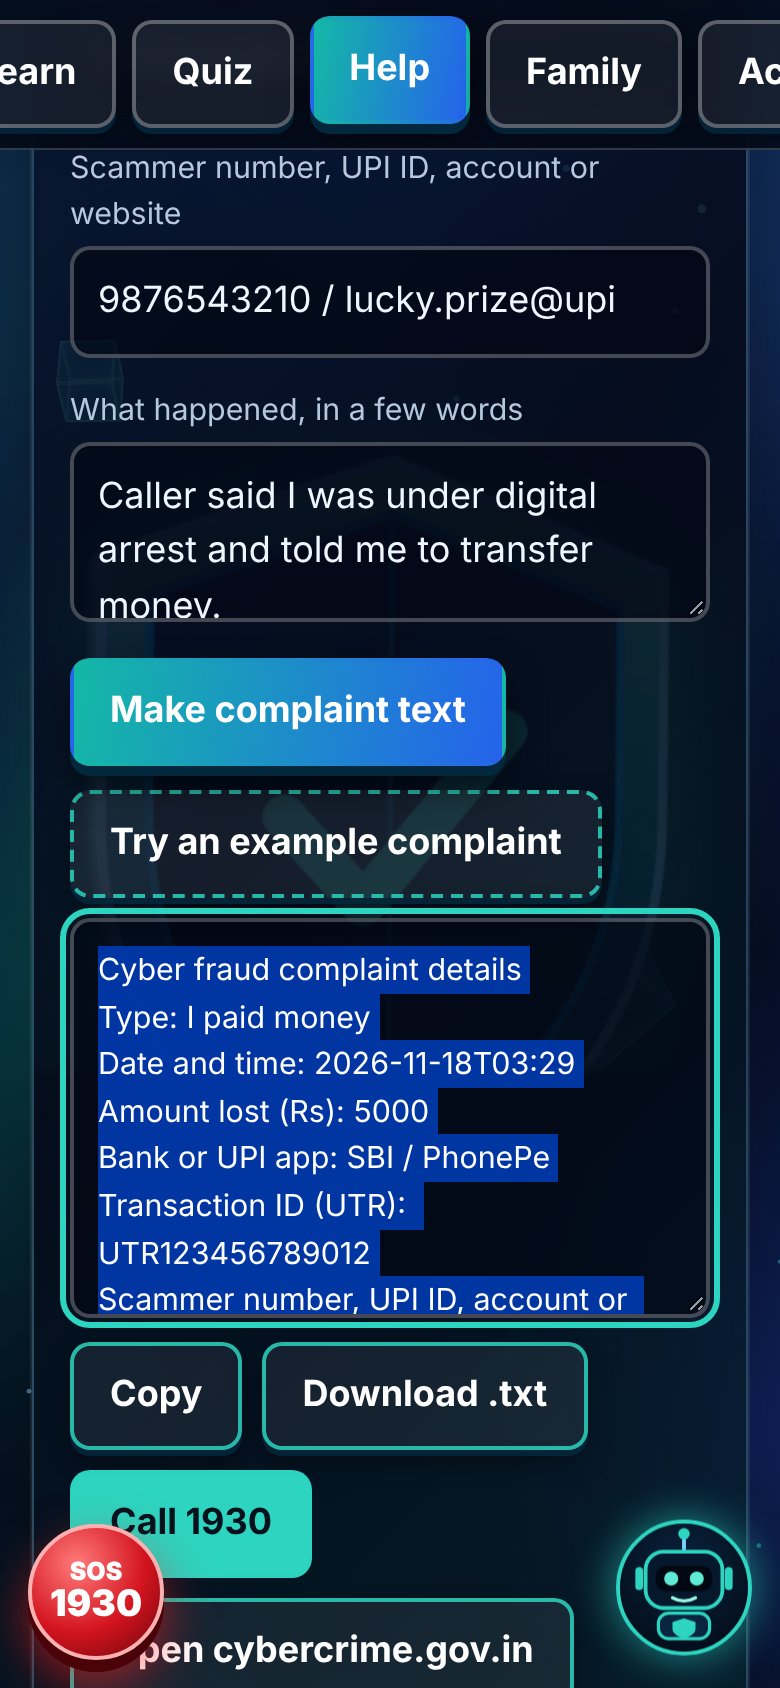 earn
Quiz
Help
Family
Ac
Scammer number, UPI ID, account or
website
9876543210 / lucky.prize@upi
What happened, in a few words
Caller said I was under digital
arrest and told me to transfer
money.
Make complaint text
Try an example complaint
Cyber fraud complaint details
Type: I paid money
Date and time: 2026-11-18T03:29
Amount lost (Rs): 5000
Bank or UPI app: SBI / PhonePe
Transaction ID (UTR):
UTR123456789012
Scammer number, UPI ID, account or
Copy
Download .txt
Call 1930
SOS
1930
pen cybercrime.gov.in